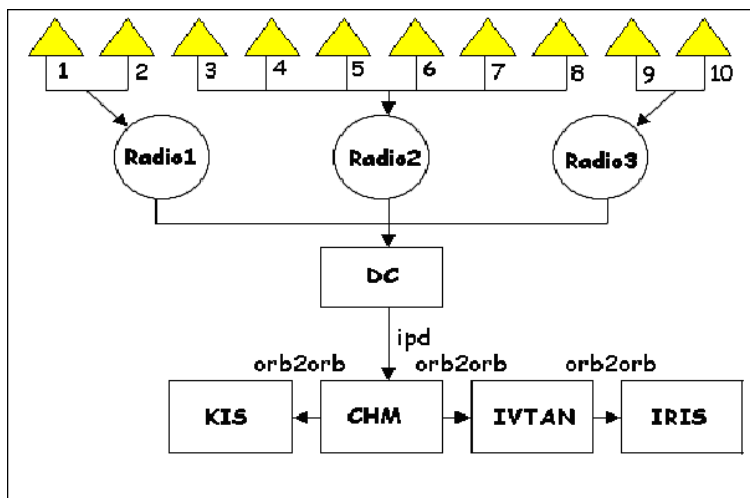 1 2 3 4 5 6 7 8 9 10
Radio1 Radio2 Radio3
DC
ipd
orb2orb orb2orb orb2orb
KIS CHM IVTAN IRIS